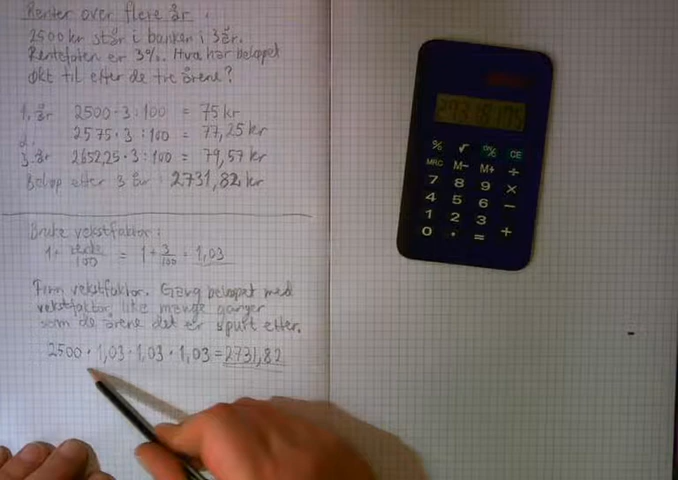 Renter over flere år.
2500 kr står i banken i 3 år.
Rentefoten er 3%. Hva har beløpet
økt til etter de tre årene?
1. år 2500 · 3 : 100 = 75 kr
2. 2575 · 3 : 100 = 77,25 kr
3. år 2652,25 · 3 : 100 = 79,57 kr
Beløp etter 3 år : 2731,82 kr
Bruke vekstfaktor:
1 + rente/100 = 1 + 3/100 = 1,03
Finn vekstfaktor. Gang beløpet med
vekstfaktor, like mange ganger
som de årene det er spurt etter.
2500 · 1,03 · 1,03 · 1,03 = 2731,82
% √ CE
MRC M- M+ ÷
7 8 9 ×
4 5 6 −
1 2 3 +
0 . =